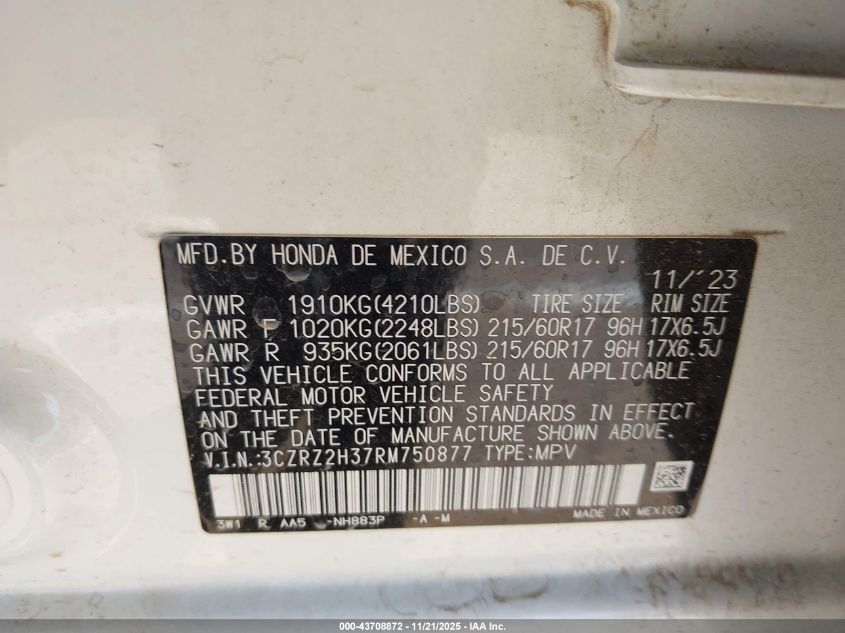 MFD.BY HONDA DE MEXICO S.A. DE C.V.
11/'23
GVWR 1910KG(4210LBS) TIRE SIZE RIM SIZE
GAWR F 1020KG(2248LBS) 215/60R17 96H 17X6.5J
GAWR R 935KG(2061LBS) 215/60R17 96H 17X6.5J
THIS VEHICLE CONFORMS TO ALL APPLICABLE
FEDERAL MOTOR VEHICLE SAFETY
AND THEFT PREVENTION STANDARDS IN EFFECT
ON THE DATE OF MANUFACTURE SHOWN ABOVE.
V.I.N.:3CZRZ2H37RM750877 TYPE:MPV
3W1 R AA5 -NH883P -A -M MADE IN MEXICO
000-43708872 - 11/21/2025 - IAA, Inc.